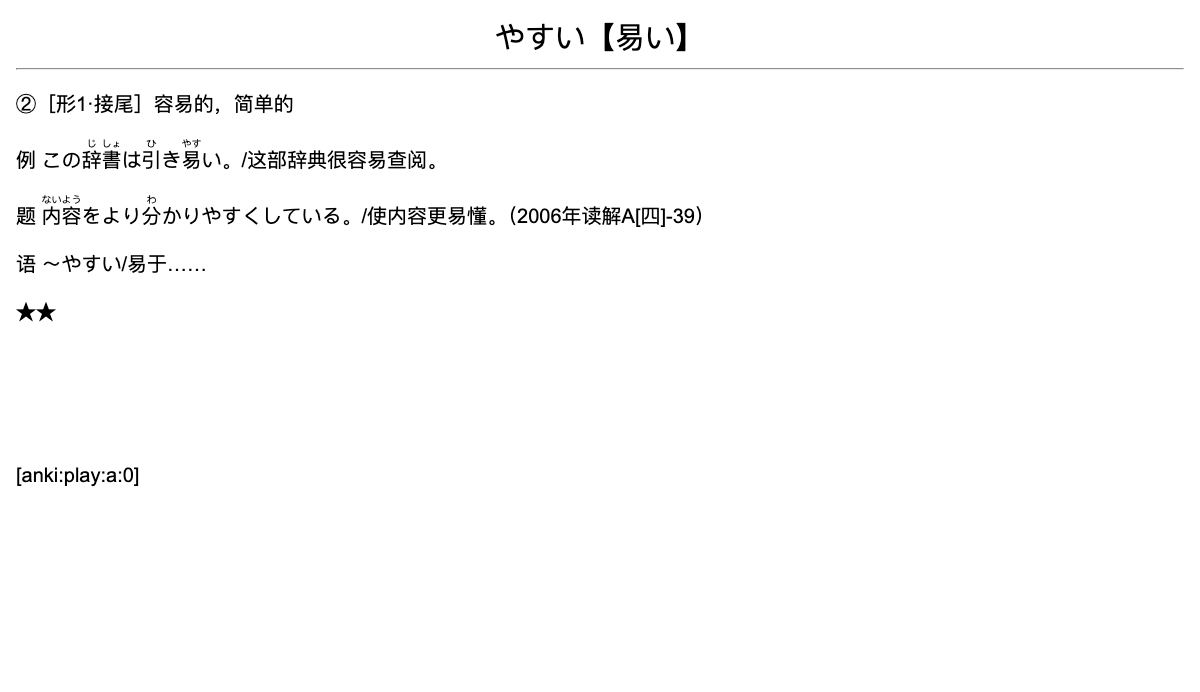 やすい【易い】
②［形1·接尾］容易的，简单的
じしょ ひ やす
例 この辞書は引き易い。/这部辞典很容易查阅。
ないよう わ
题 内容をより分かりやすくしている。/使内容更易懂。（2006年读解A[四]-39）
语 〜やすい/易于……
★★
[anki:play:a:0]